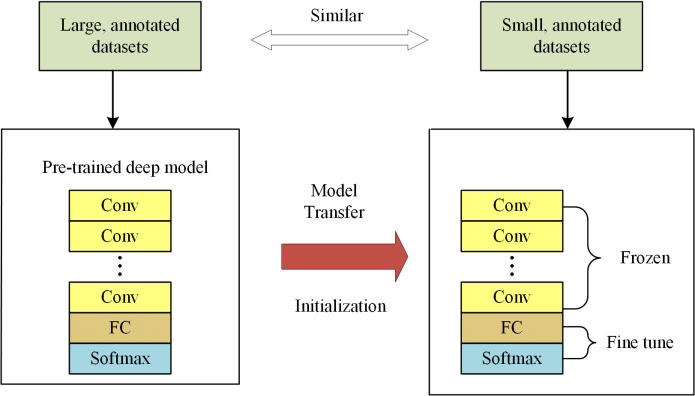 Large, annotated
datasets
Similar
Small, annotated
datasets
Pre-trained deep model
Conv
Conv
Conv
FC
Softmax
Model
Transfer
Initialization
Conv
Conv
Conv
FC
Softmax
Frozen
Fine tune